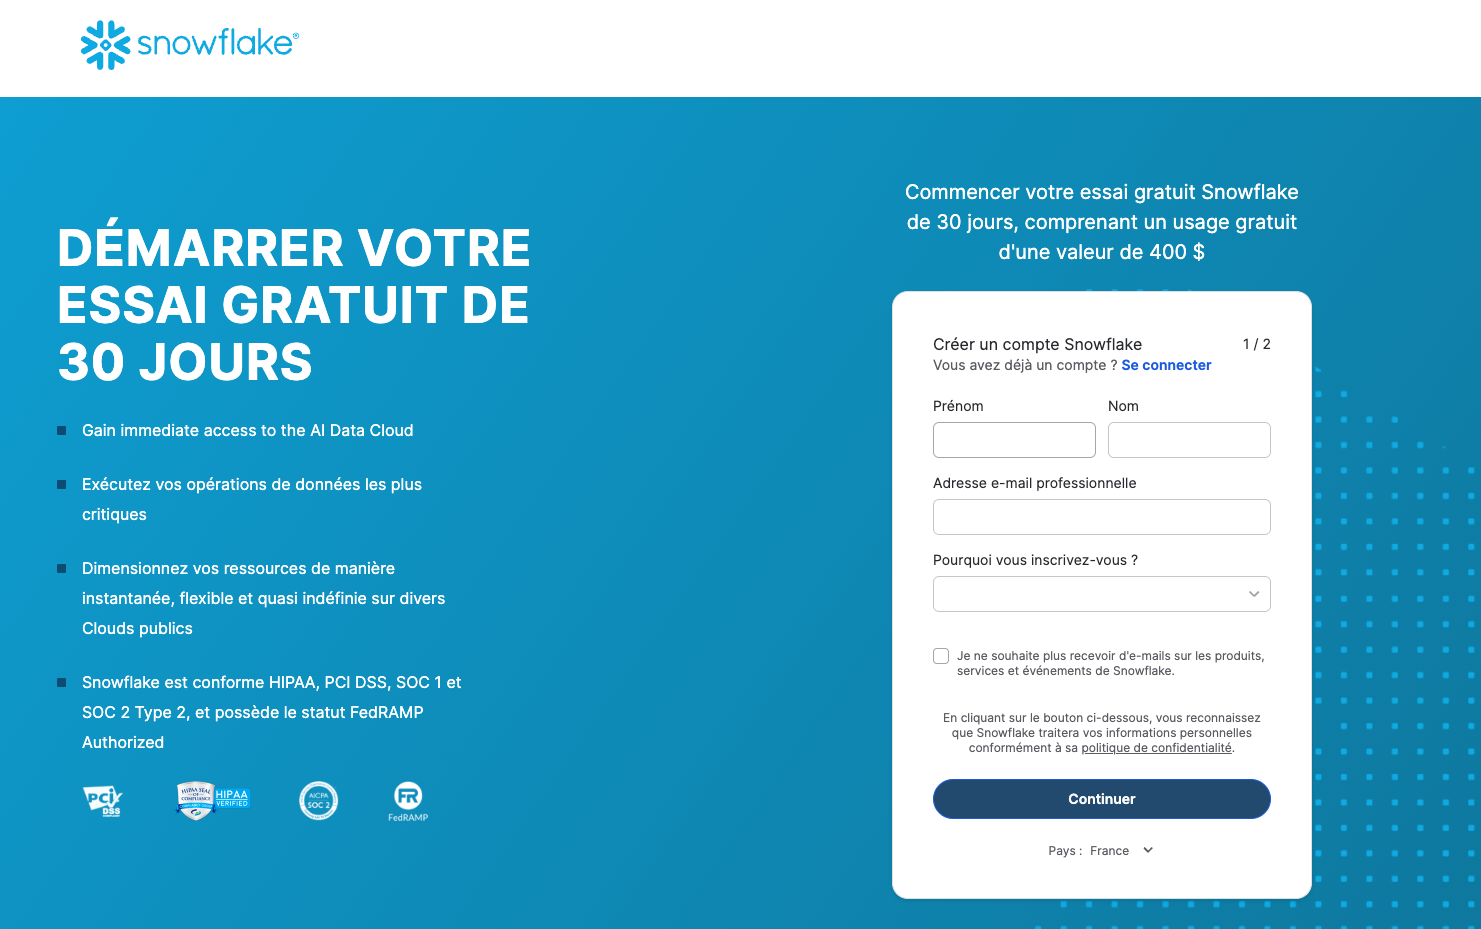 snowflake®
DÉMARRER VOTRE
ESSAI GRATUIT DE
30 JOURS
Gain immediate access to the AI Data Cloud
Exécutez vos opérations de données les plus
critiques
Dimensionnez vos ressources de manière
instantanée, flexible et quasi indéfinie sur divers
Clouds publics
Snowflake est conforme HIPAA, PCI DSS, SOC 1 et
SOC 2 Type 2, et possède le statut FedRAMP
Authorized
PCI
DSS
HIPAA SEAL
OF
COMPLIANCE
HIPAA
VERIFIED
AICPA
SOC 2
FR
FedRAMP
Commencer votre essai gratuit Snowflake
de 30 jours, comprenant un usage gratuit
d'une valeur de 400 $
Créer un compte Snowflake 1 / 2
Vous avez déjà un compte ? Se connecter
Prénom Nom
Adresse e-mail professionnelle
Pourquoi vous inscrivez-vous ?
Je ne souhaite plus recevoir d'e-mails sur les produits,
services et événements de Snowflake.
En cliquant sur le bouton ci-dessous, vous reconnaissez
que Snowflake traitera vos informations personnelles
conformément à sa politique de confidentialité.
Continuer
Pays : France